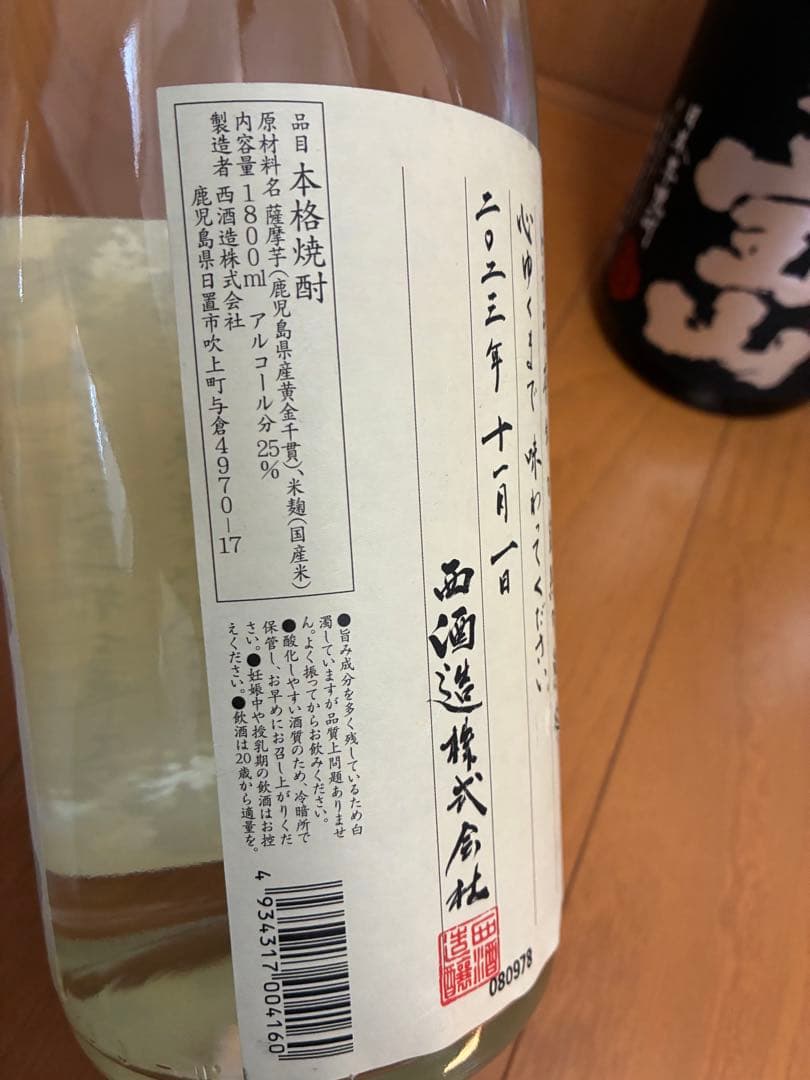 心ゆくまで味わってください
二〇二三年 十一月 一日
西酒造株式会社
西酒造醸
080978
品目 本格焼酎
原材料名 薩摩芋(鹿児島県産黄金千貫)、米麹(国産米)
内容量 1800ml アルコール分 25%
製造者 西酒造株式会社
鹿児島県日置市吹上町与倉4970-17
●旨み成分を多く残しているため白
濁していますが品質上問題ありませ
ん。よく振ってからお飲みください。
●酸化しやすい酒質のため、冷暗所で
保管し、お早めにお召し上がりくだ
さい。●妊娠中や授乳期の飲酒はお控
えください。●飲酒は20歳から適量を。
4 934317 004160
宝山